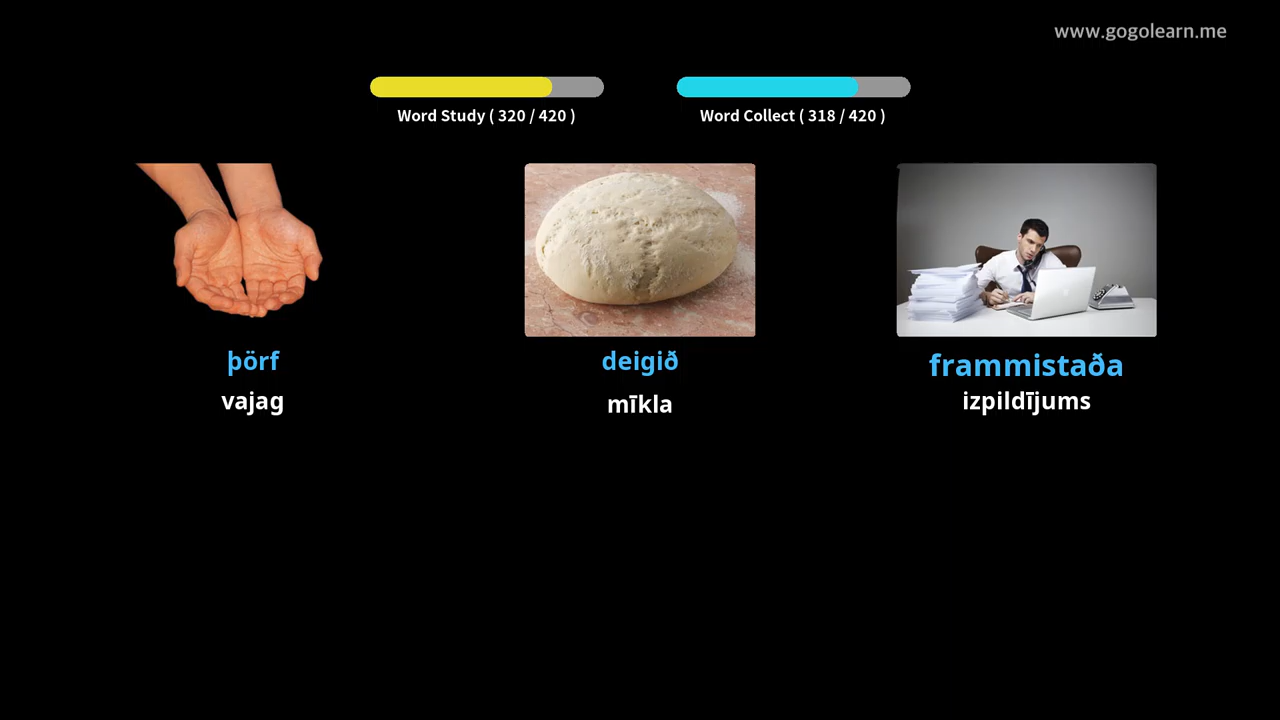 www.gogolearn.me
Word Study ( 320 / 420 )
Word Collect ( 318 / 420 )
þörf
deigið
frammistaða
vajag
mīkla
izpildījums